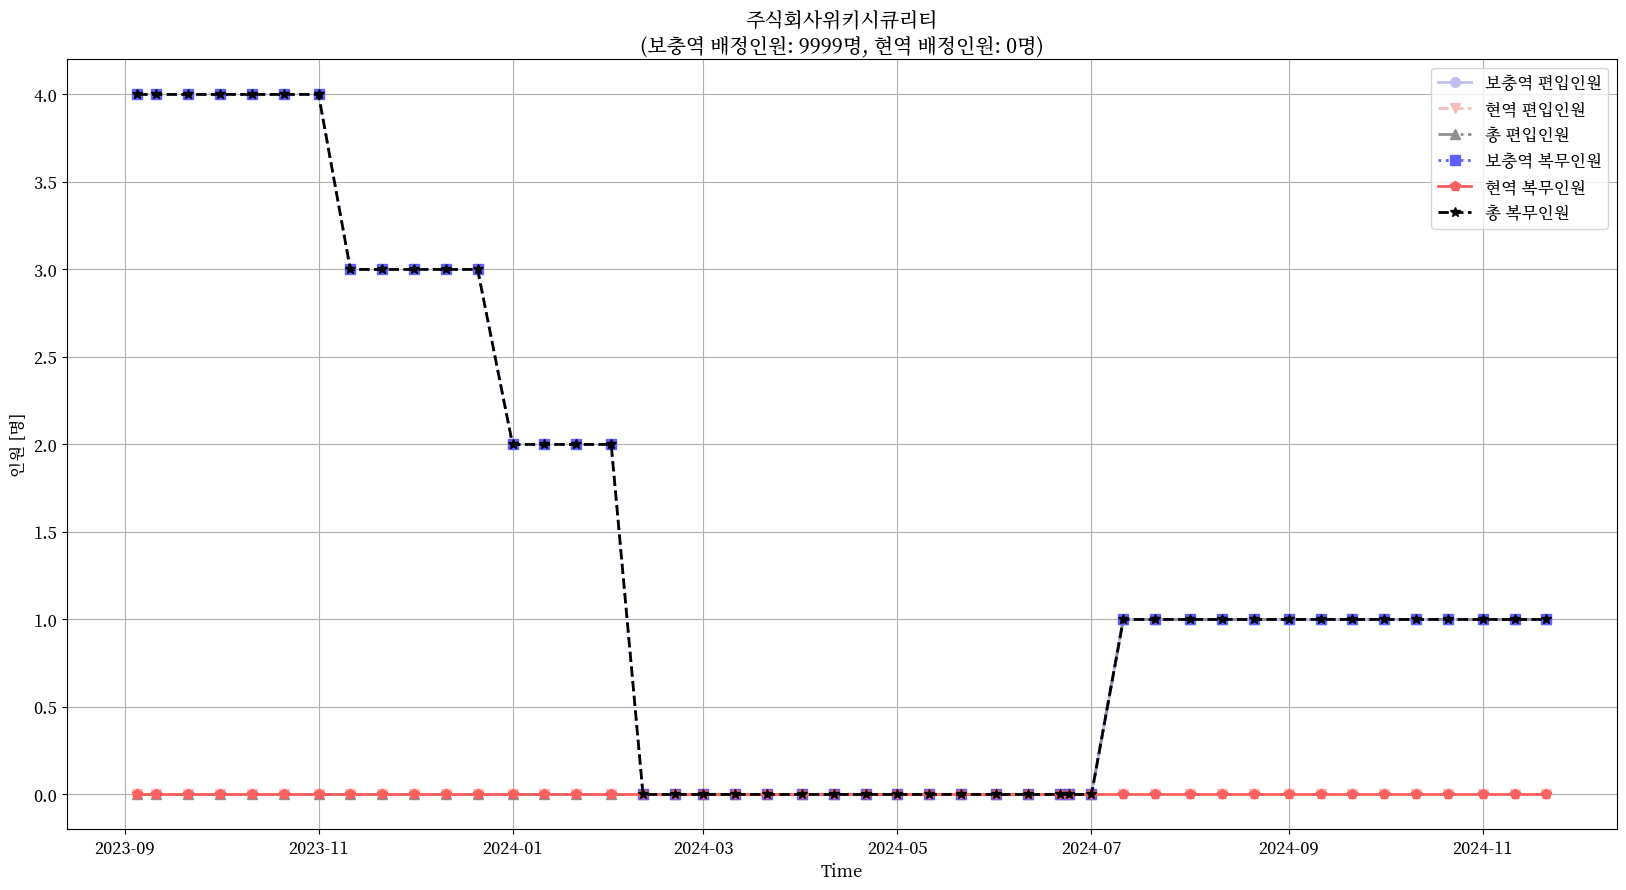 주식회사위키시큐리티
(보충역 배정인원: 9999명, 현역 배정인원: 0명)
보충역 편입인원
현역 편입인원
총 편입인원
보충역 복무인원
현역 복무인원
총 복무인원
4.0
3.5
3.0
2.5
2.0
1.5
1.0
0.5
0.0
인원 [명]
2023-09
2023-11
2024-01
2024-03
2024-05
2024-07
2024-09
2024-11
Time